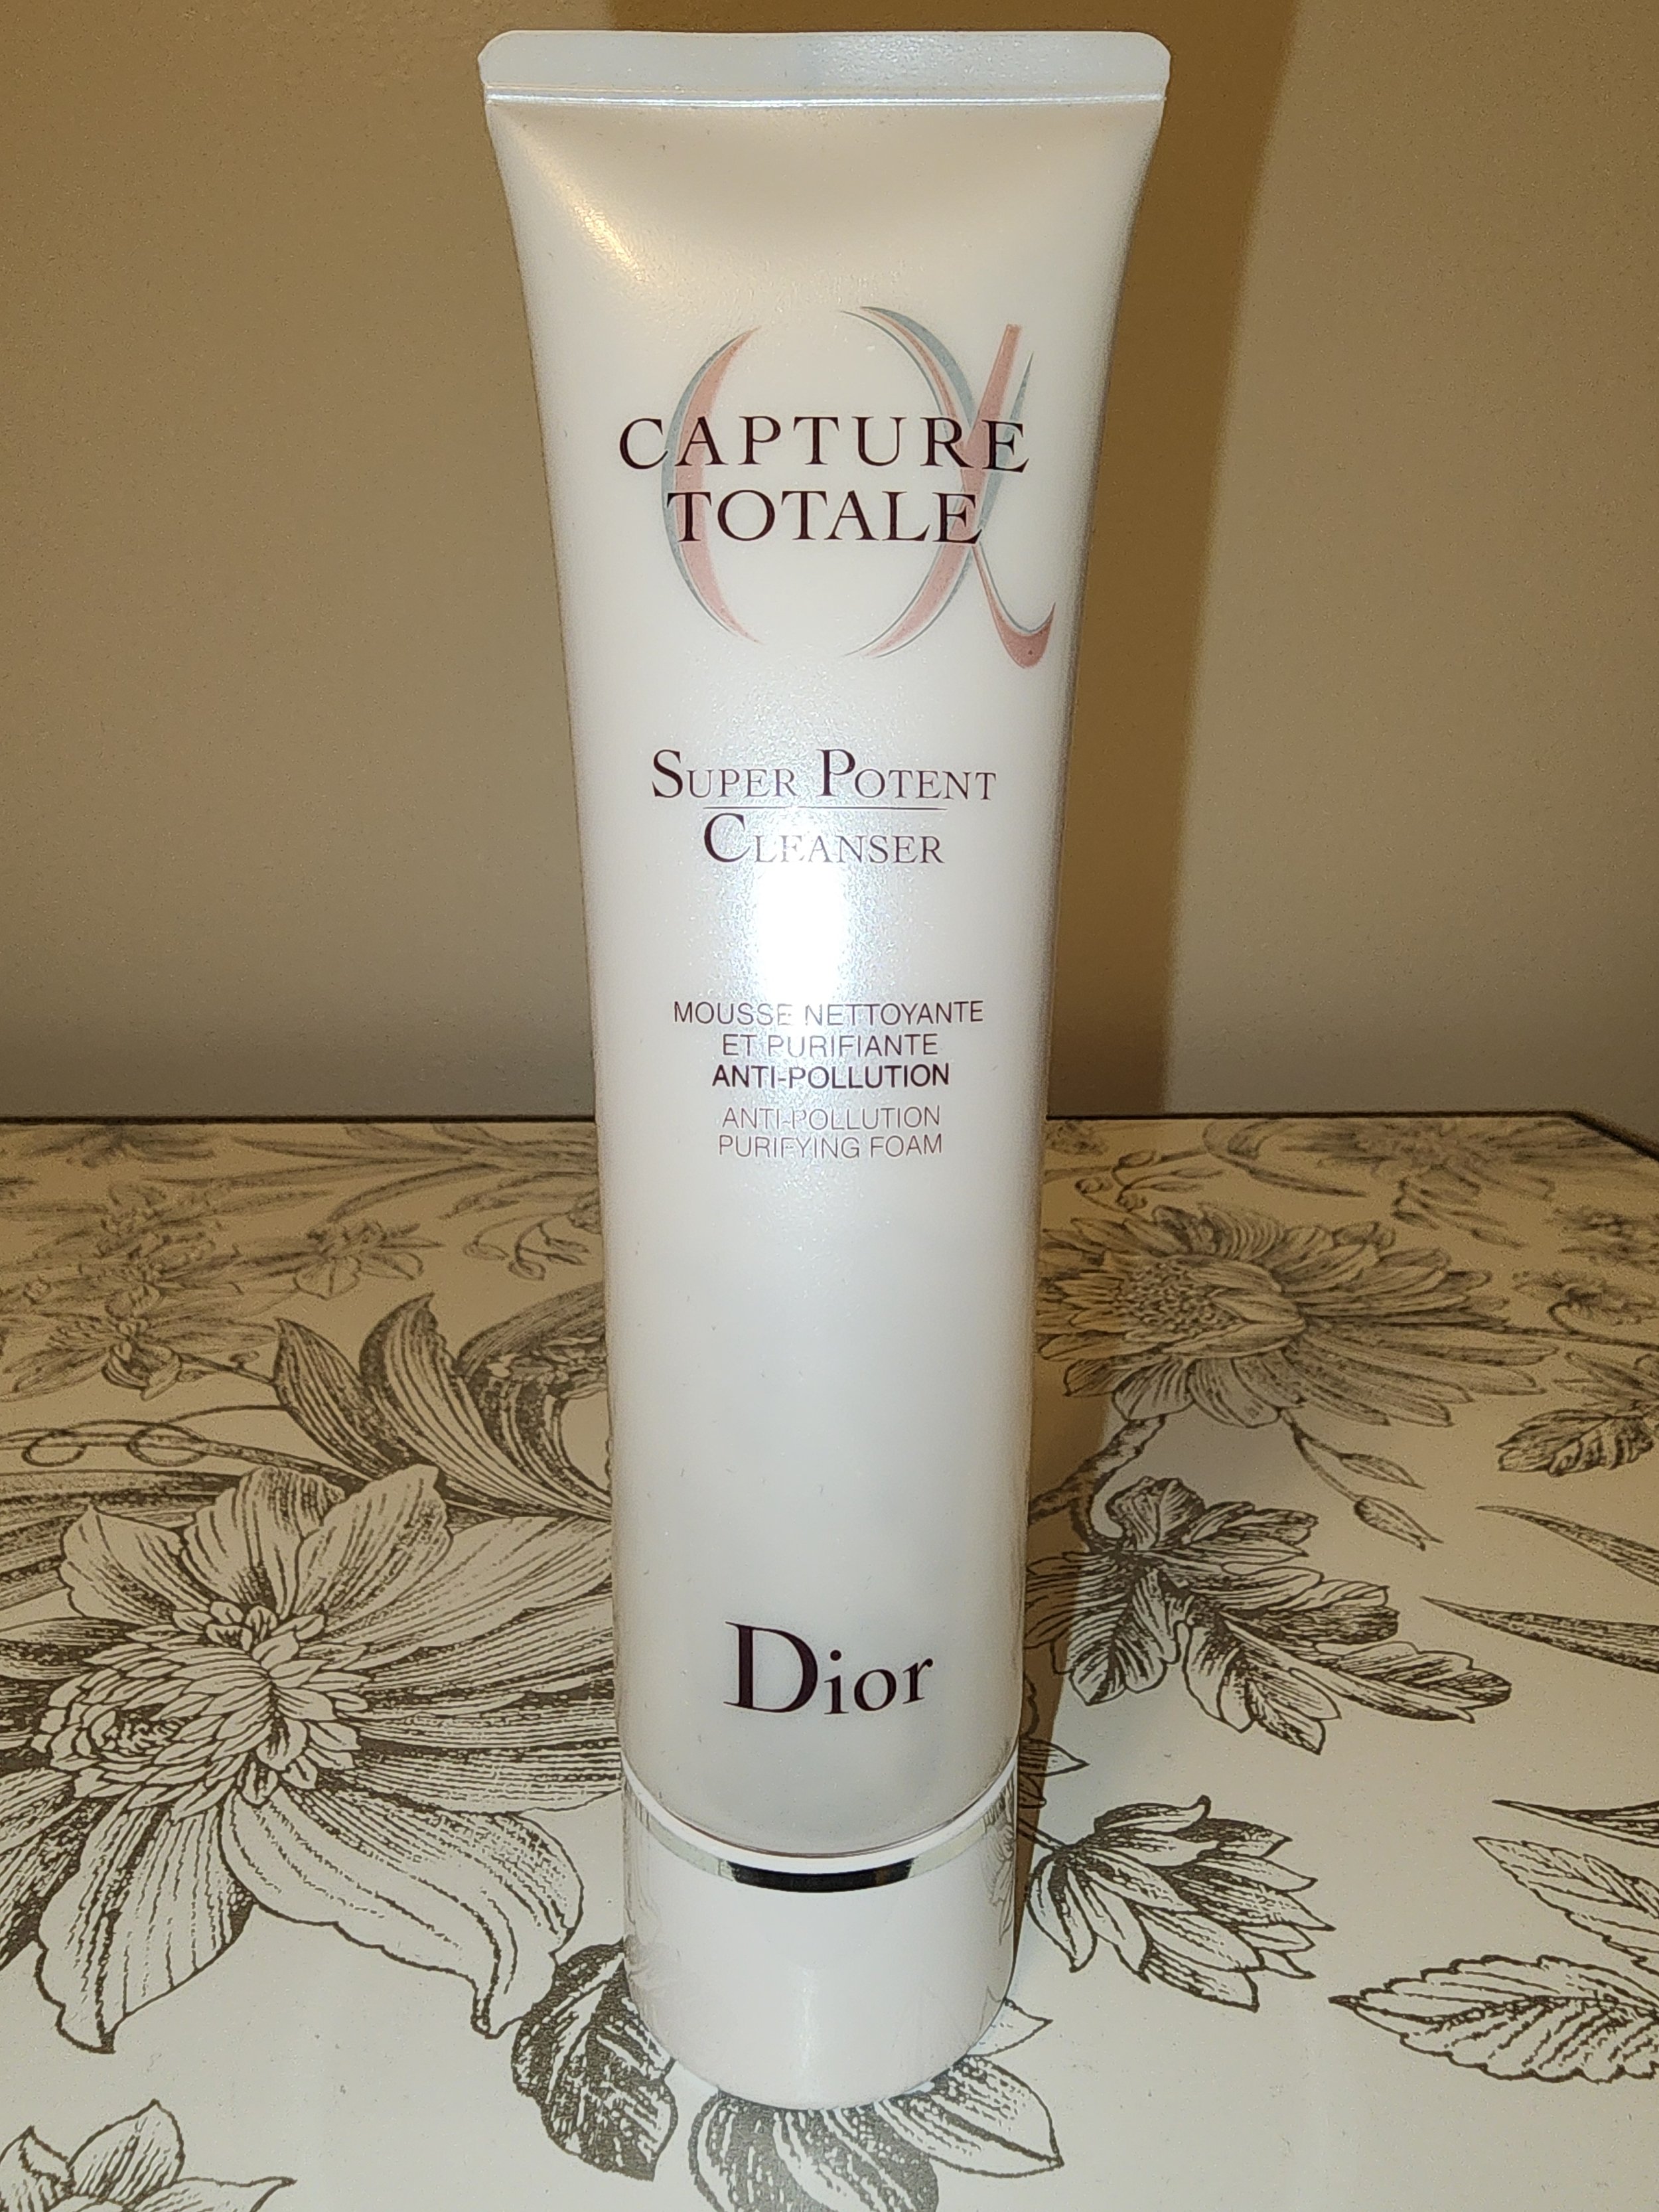 CAPTURE
TOTALE
SUPER POTENT
CLEANSER
MOUSSE NETTOYANTE
ET PURIFIANTE
ANTI-POLLUTION
ANTI-POLLUTION
PURIFYING FOAM
Dior